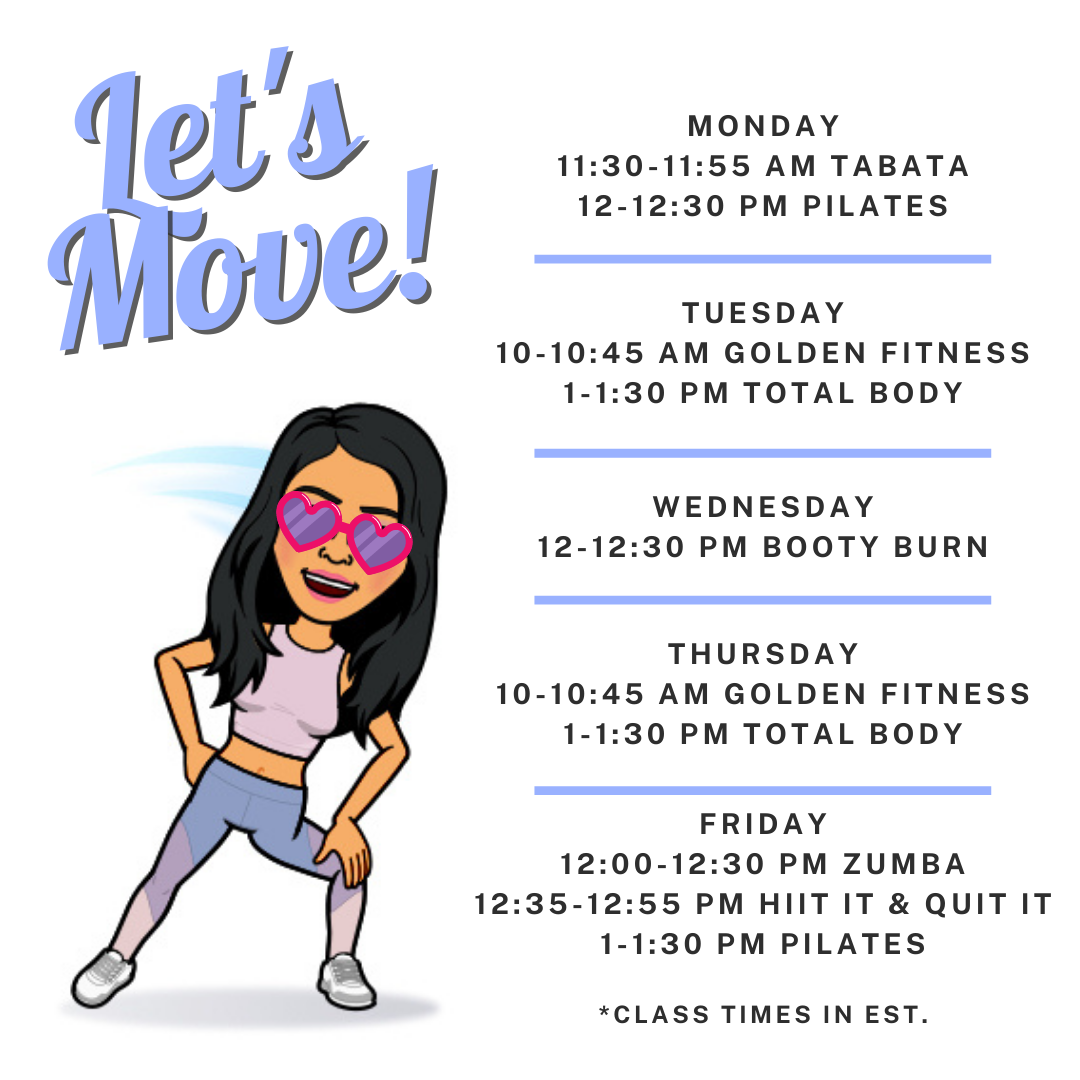 Let's
Move!
MONDAY
11:30-11:55 AM TABATA
12-12:30 PM PILATES
TUESDAY
10-10:45 AM GOLDEN FITNESS
1-1:30 PM TOTAL BODY
WEDNESDAY
12-12:30 PM BOOTY BURN
THURSDAY
10-10:45 AM GOLDEN FITNESS
1-1:30 PM TOTAL BODY
FRIDAY
12:00-12:30 PM ZUMBA
12:35-12:55 PM HIIT IT & QUIT IT
1-1:30 PM PILATES
*CLASS TIMES IN EST.